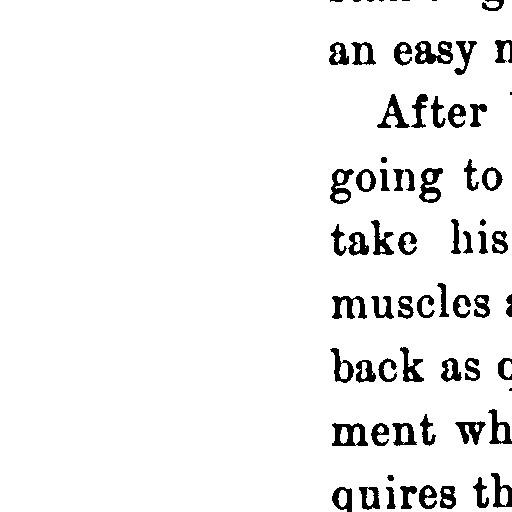 an easy
After
going to
take his
muscles
back as
ment wh
quires th